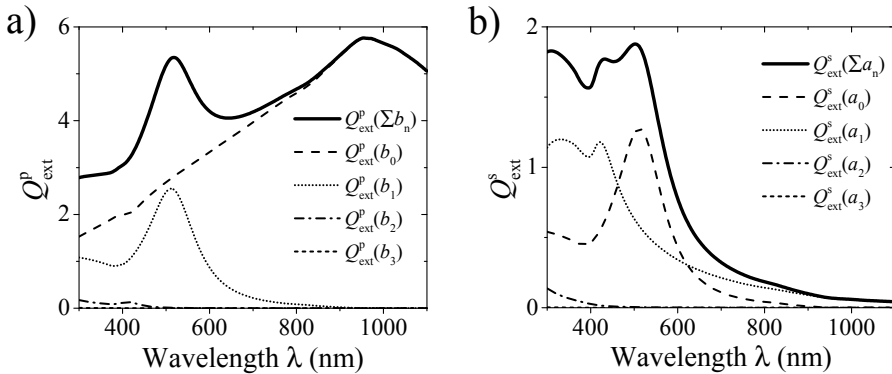 a)
6
4
2
0
Q^p_ext
Q^p_ext(Σb_n)
Q^p_ext(b_0)
Q^p_ext(b_1)
Q^p_ext(b_2)
Q^p_ext(b_3)
400 600 800 1000
Wavelength λ (nm)
b)
2
1
0
Q^s_ext
Q^s_ext(Σa_n)
Q^s_ext(a_0)
Q^s_ext(a_1)
Q^s_ext(a_2)
Q^s_ext(a_3)
400 600 800 1000
Wavelength λ (nm)